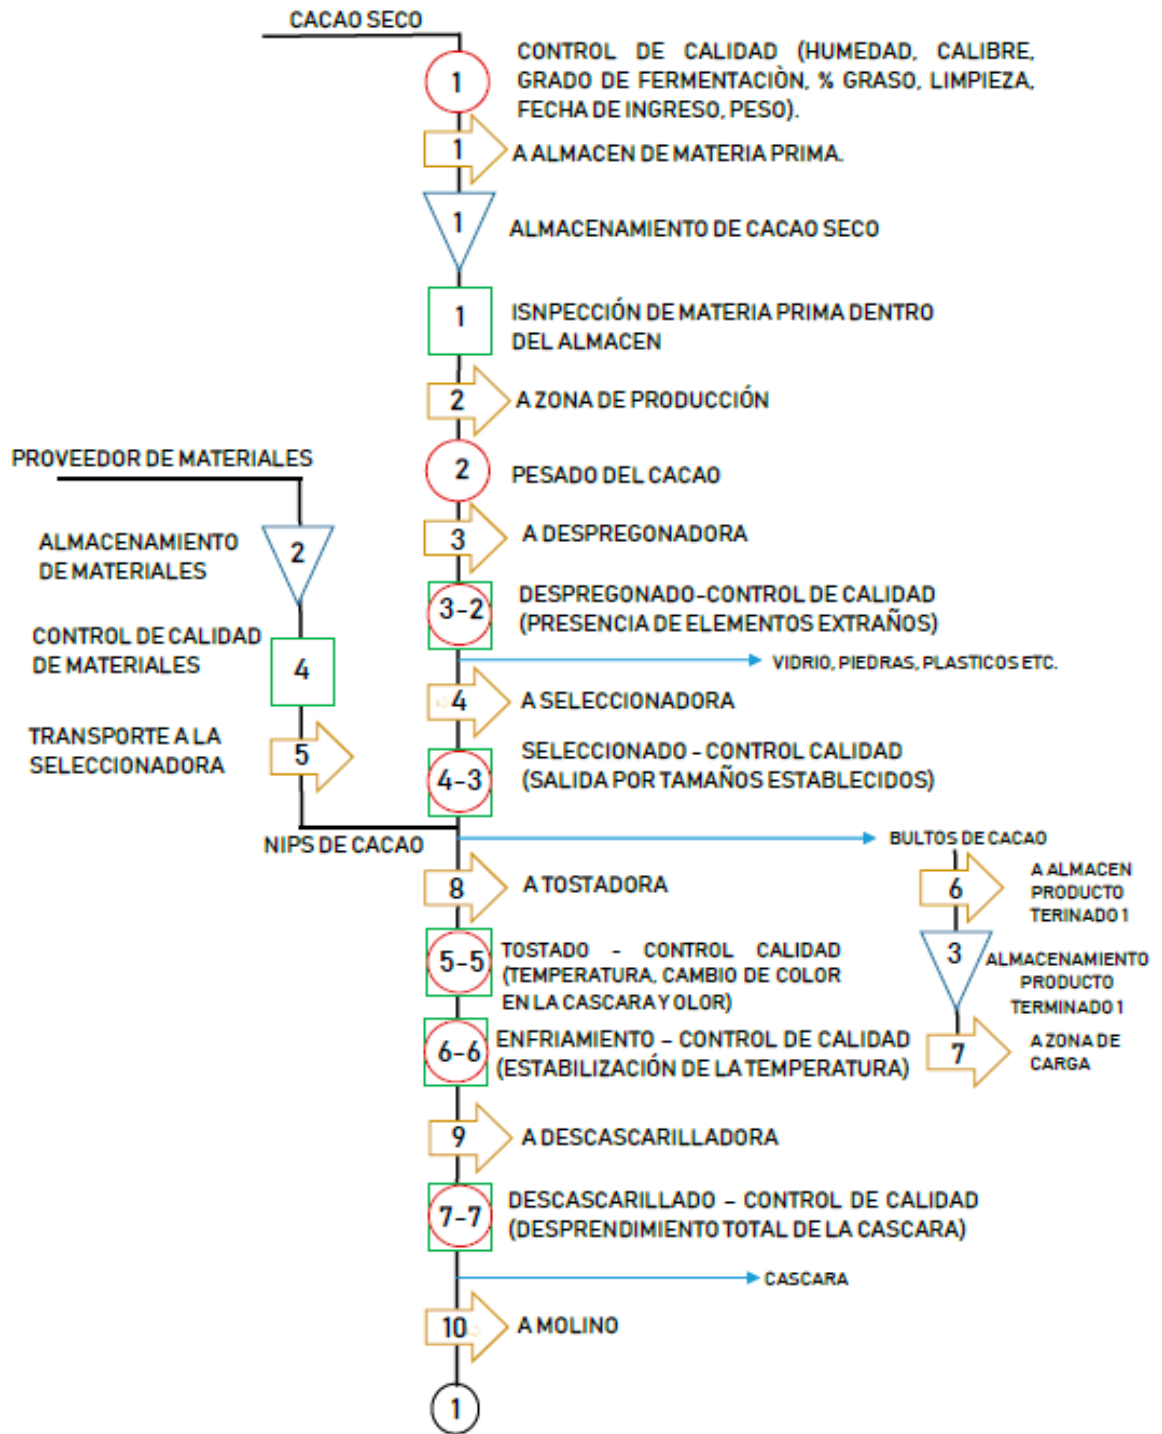 CACAO SECO
1
CONTROL DE CALIDAD (HUMEDAD, CALIBRE,
GRADO DE FERMENTACIÒN, % GRASO, LIMPIEZA,
FECHA DE INGRESO, PESO).
1
A ALMACEN DE MATERIA PRIMA.
1
ALMACENAMIENTO DE CACAO SECO
1
ISNPECCIÓN DE MATERIA PRIMA DENTRO
DEL ALMACEN
2
A ZONA DE PRODUCCIÓN
2
PESADO DEL CACAO
3
A DESPREGONADORA
3-2
DESPREGONADO-CONTROL DE CALIDAD
(PRESENCIA DE ELEMENTOS EXTRAÑOS)
VIDRIO, PIEDRAS, PLASTICOS ETC.
4
A SELECCIONADORA
4-3
SELECCIONADO - CONTROL CALIDAD
(SALIDA POR TAMAÑOS ESTABLECIDOS)
PROVEEDOR DE MATERIALES
2
ALMACENAMIENTO
DE MATERIALES
4
CONTROL DE CALIDAD
DE MATERIALES
5
TRANSPORTE A LA
SELECCIONADORA
NIPS DE CACAO
BULTOS DE CACAO
6
A ALMACEN
PRODUCTO
TERINADO 1
3
ALMACENAMIENTO
PRODUCTO
TERMINADO 1
7
A ZONA DE
CARGA
8
A TOSTADORA
5-5
TOSTADO - CONTROL CALIDAD
(TEMPERATURA, CAMBIO DE COLOR
EN LA CASCARA Y OLOR)
6-6
ENFRIAMIENTO - CONTROL DE CALIDAD
(ESTABILIZACIÓN DE LA TEMPERATURA)
9
A DESCASCARILLADORA
7-7
DESCASCARILLADO - CONTROL DE CALIDAD
(DESPRENDIMIENTO TOTAL DE LA CASCARA)
CASCARA
10
A MOLINO
1